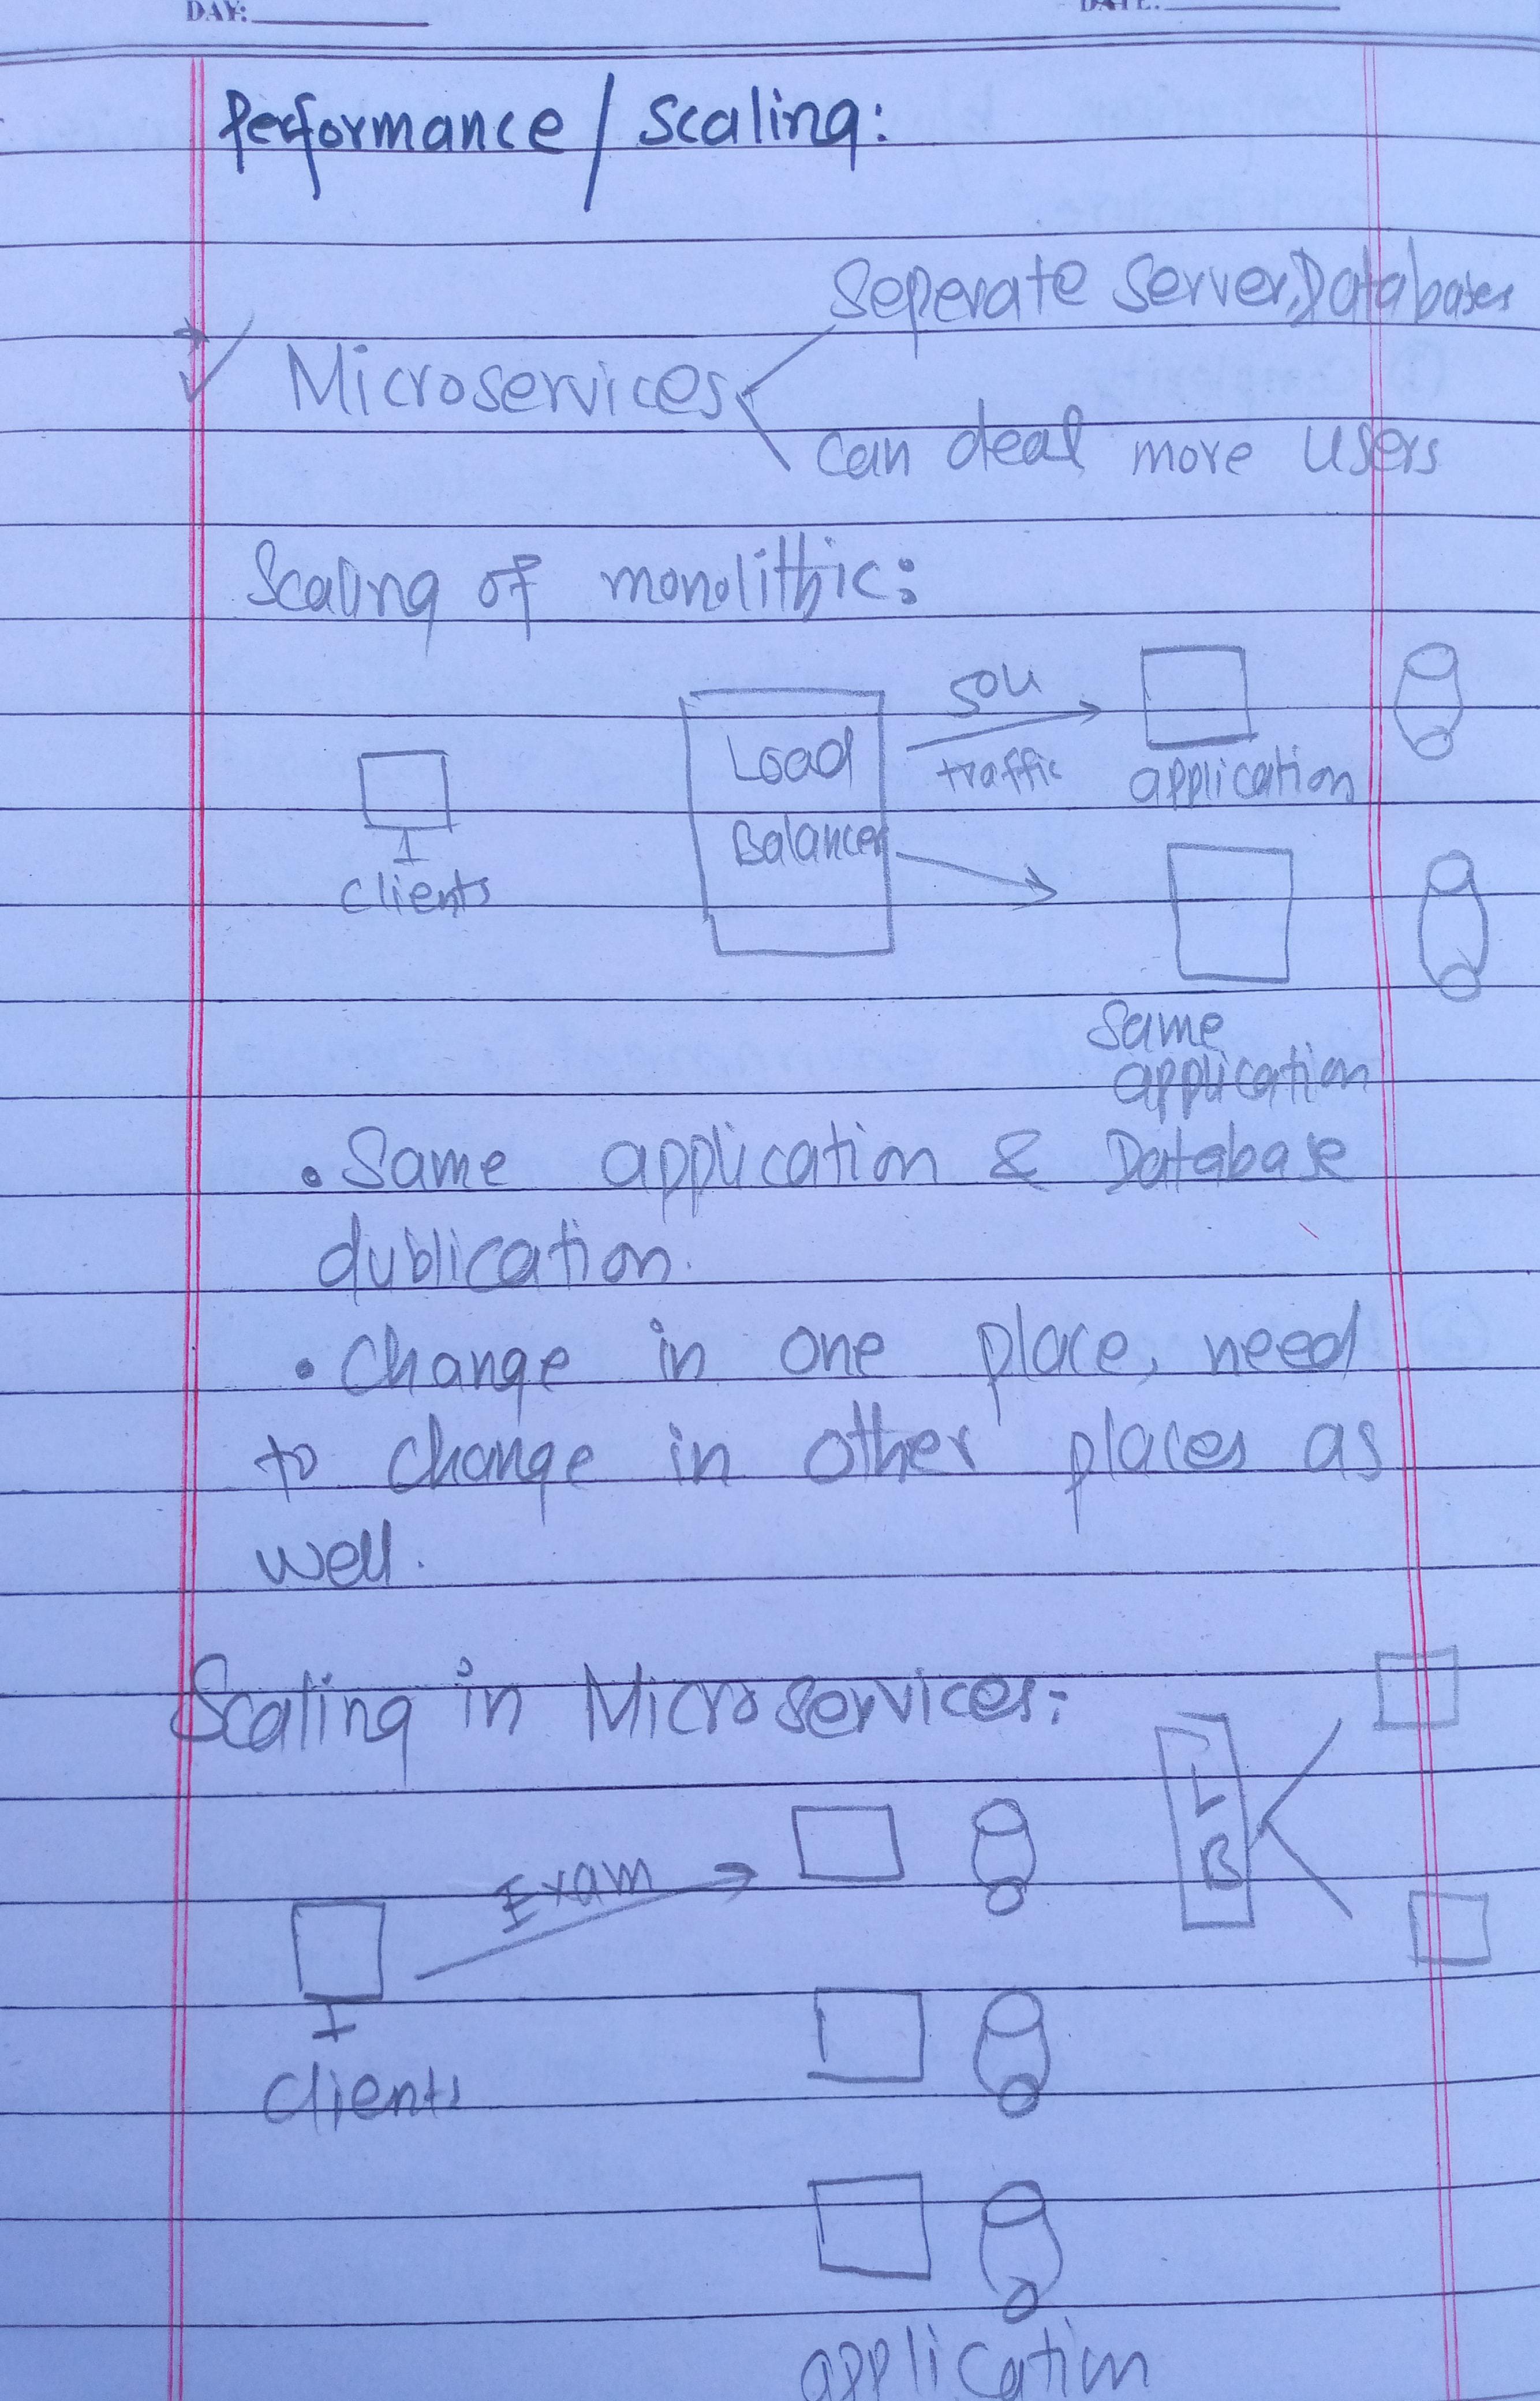 DAY:
DATE:
Performance / Scaling:
Seperate Server, Databases
Microservices
can deal more users
Scaling of monolithic:
traffic
Load
application
Balancer
Clients
Same
application
• Same application & Database
dublication.
• Change in one place, need
to change in other places as
well.
Scaling in Microservices:
L
B
Exam
Clients
application